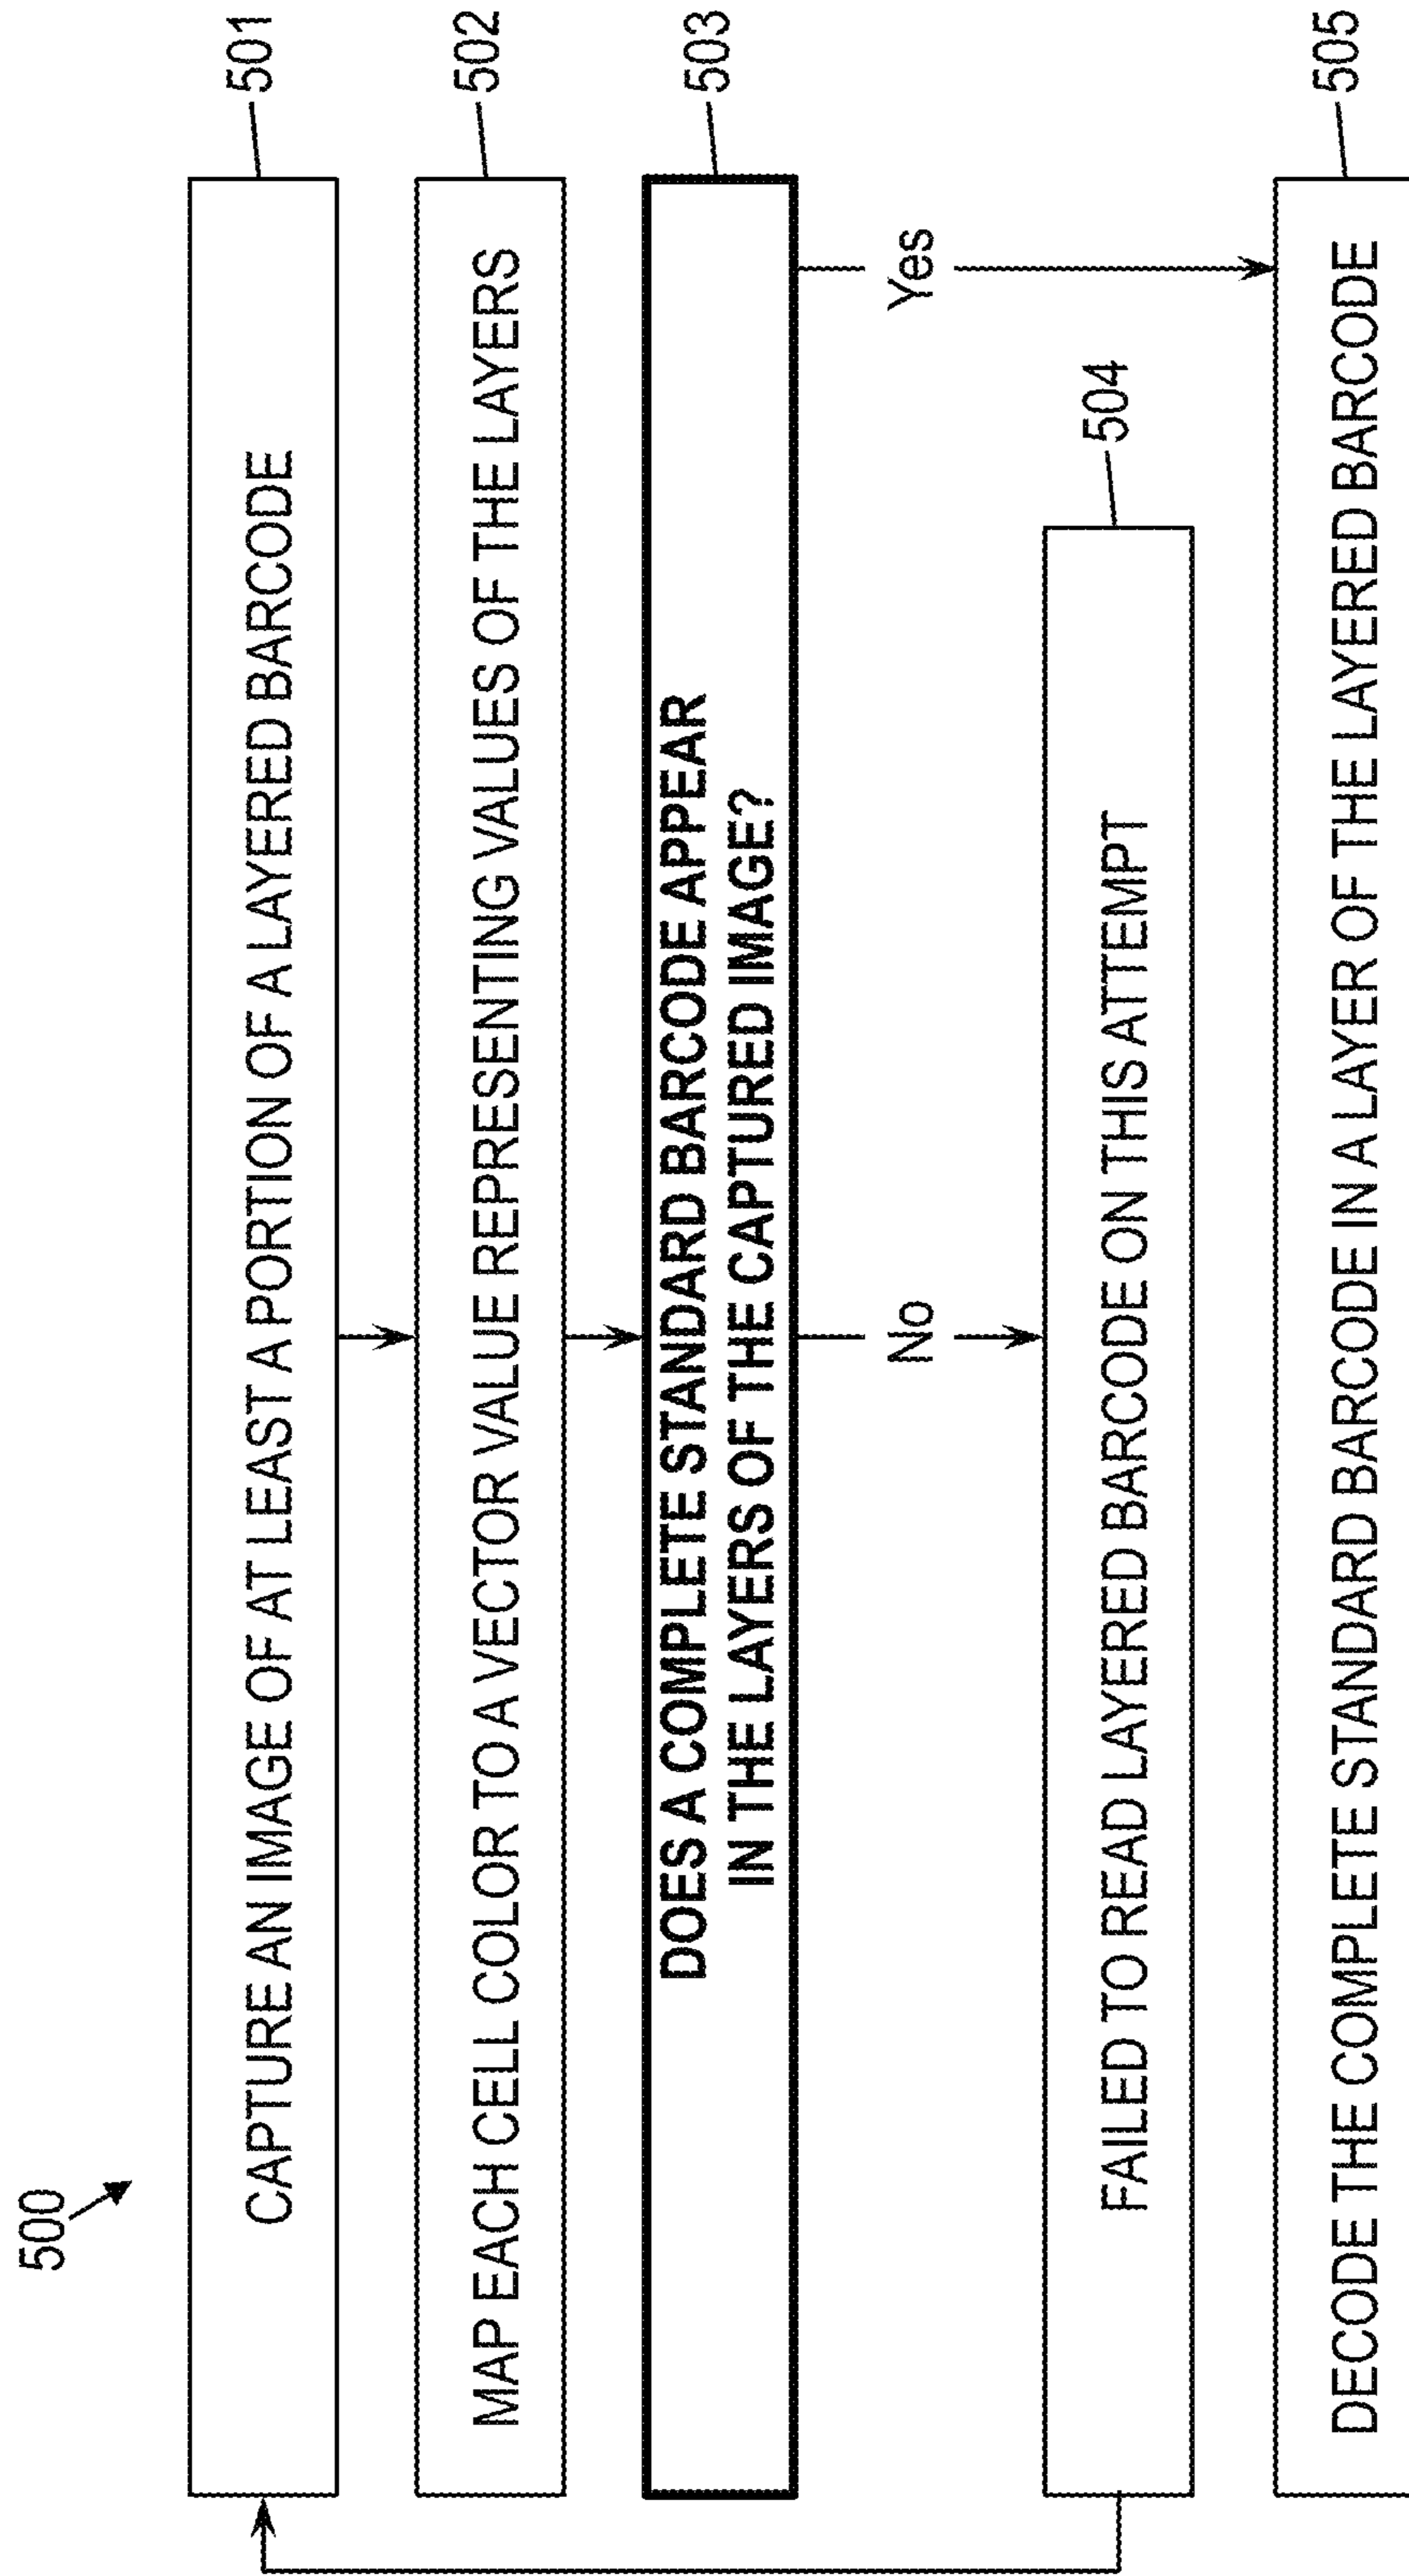 500
CAPTURE AN IMAGE OF AT LEAST A PORTION OF A LAYERED BARCODE
501
MAP EACH CELL COLOR TO A VECTOR VALUE REPRESENTING VALUES OF THE LAYERS
502
DOES A COMPLETE STANDARD BARCODE APPEAR
IN THE LAYERS OF THE CAPTURED IMAGE?
503
No
Yes
FAILED TO READ LAYERED BARCODE ON THIS ATTEMPT
504
DECODE THE COMPLETE STANDARD BARCODE IN A LAYER OF THE LAYERED BARCODE
505